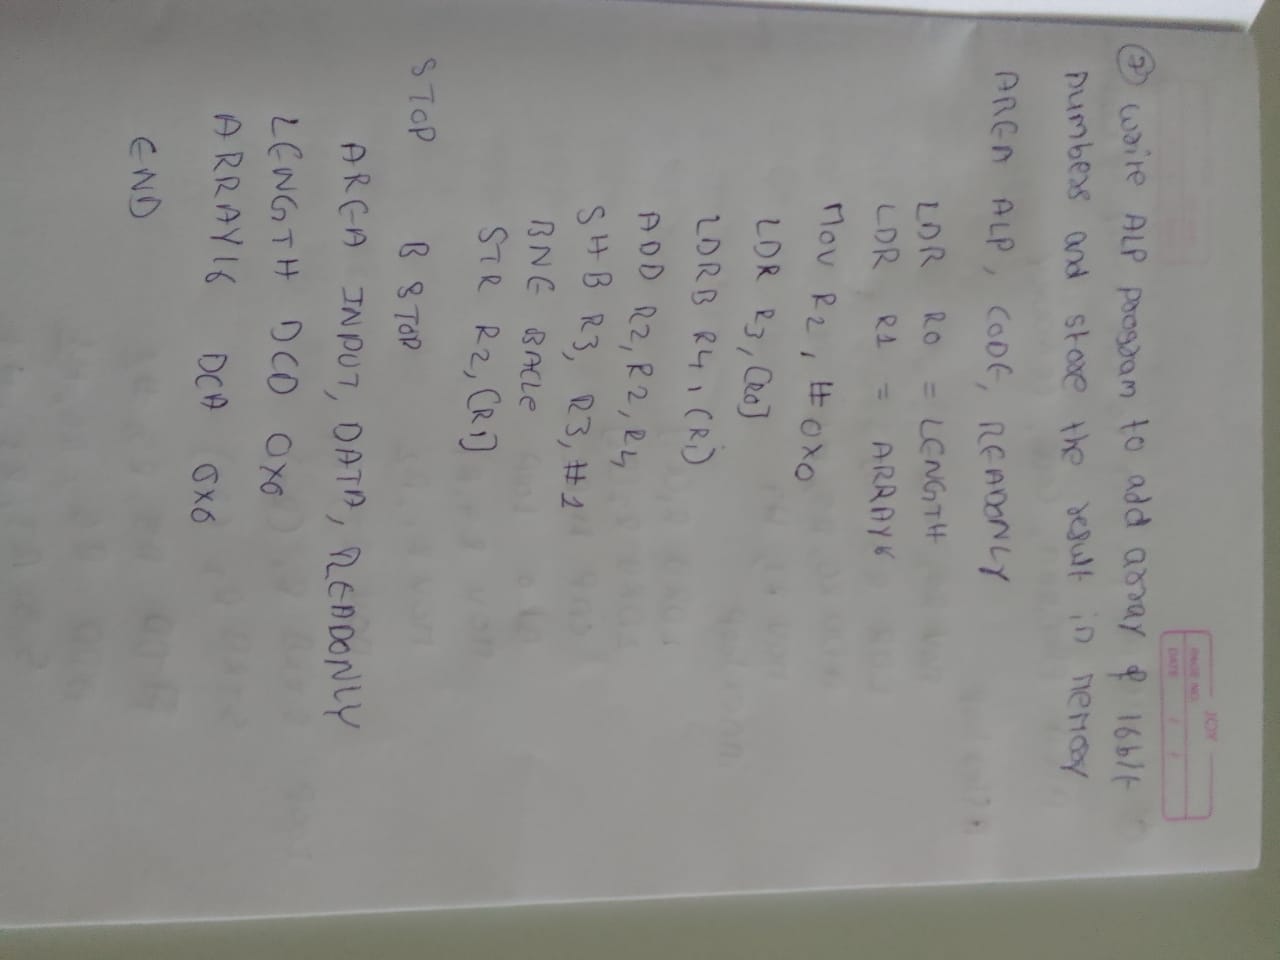 JOY
PAGE NO.
DATE / /
7 write ALP program to add array of 16bit
numbers and store the result in memory
AREA ALP, CODE, READONLY
LDR R0 = LENGTH
LDR R1 = ARRAY6
MOV R2, #0X0
LDR R3, [R0]
LDRB R4, (R1)
ADD R2, R2, R4
SHB R3, R3, #1
BNE BACLE
STR R2, [R1]
STOP B STOP
AREA INPUT, DATA, READONLY
LENGTH DCD 0X6
ARRAY16 DCA 0X6
END